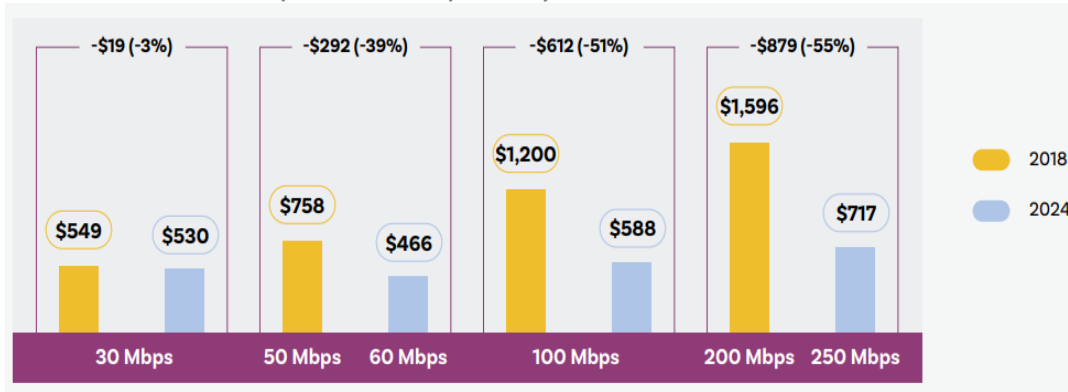 -$19 (-3%)
-$292 (-39%)
-$612 (-51%)
-$879 (-55%)
$549
$530
$758
$466
$1,200
$588
$1,596
$717
30 Mbps
50 Mbps
60 Mbps
100 Mbps
200 Mbps
250 Mbps
2018
2024